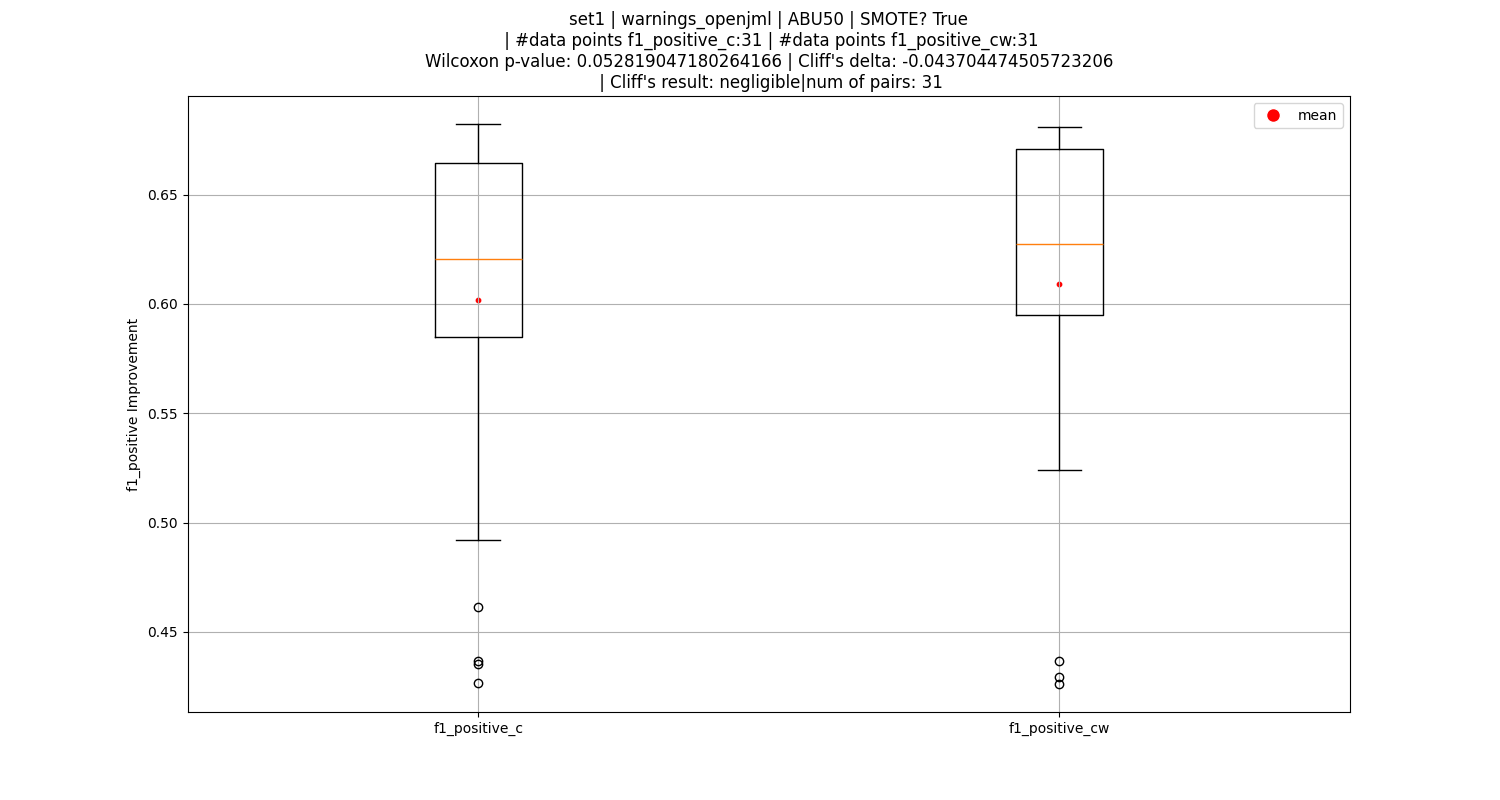 set1 | warnings_openjml | ABU50 | SMOTE? True
| #data points f1_positive_c:31 | #data points f1_positive_cw:31
Wilcoxon p-value: 0.052819047180264166 | Cliff's delta: -0.043704474505723206
| Cliff's result: negligible|num of pairs: 31
mean
0.65
0.60
0.55
0.50
0.45
f1_positive Improvement
f1_positive_c
f1_positive_cw